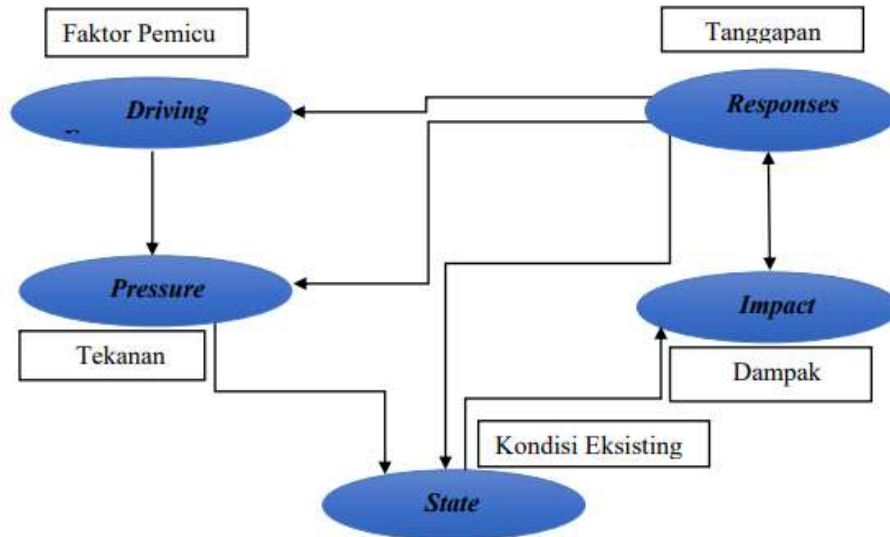 Faktor Pemicu
Tanggapan
Driving
Responses
Pressure
Impact
Tekanan
Dampak
Kondisi Eksisting
State